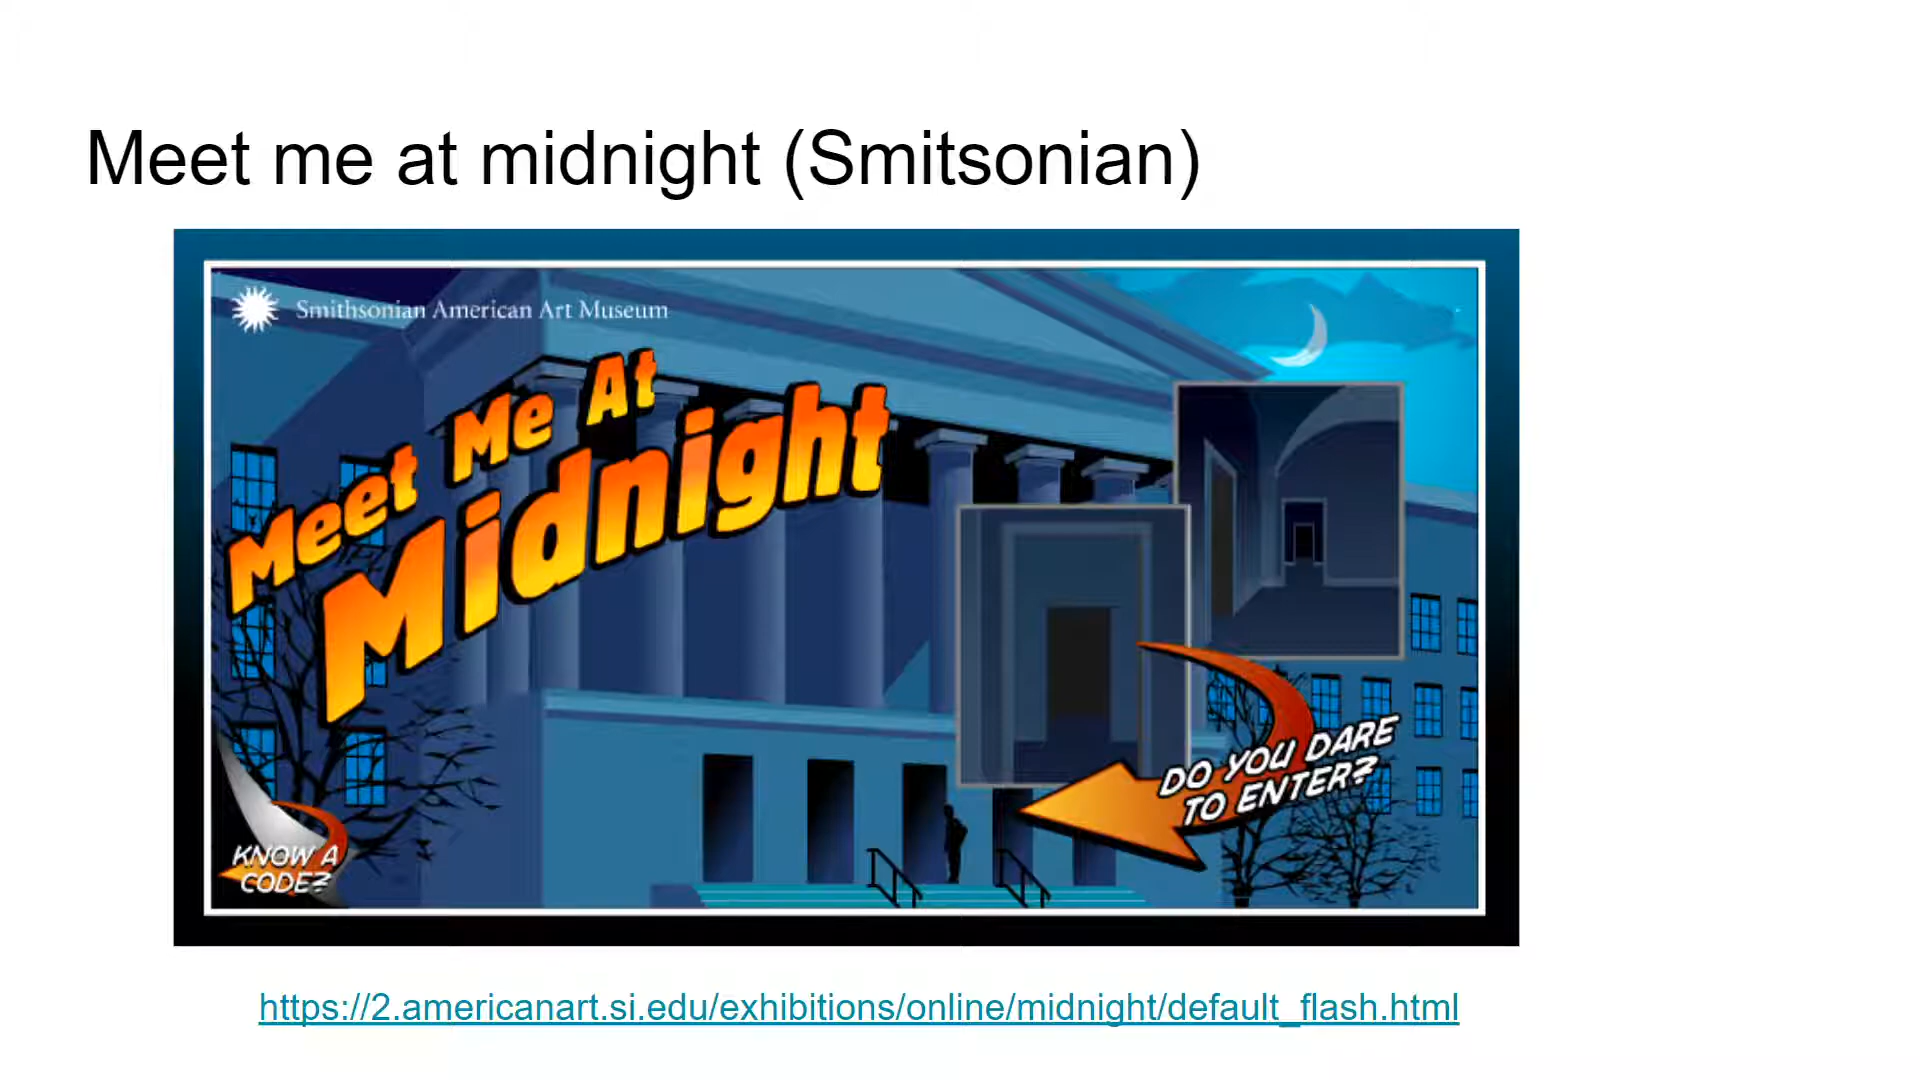 Meet me at midnight (Smitsonian)
Smithsonian American Art Museum
Meet Me At
Midnight
DO YOU DARE
TO ENTER?
KNOW A
CODE?
https://2.americanart.si.edu/exhibitions/online/midnight/default_flash.html